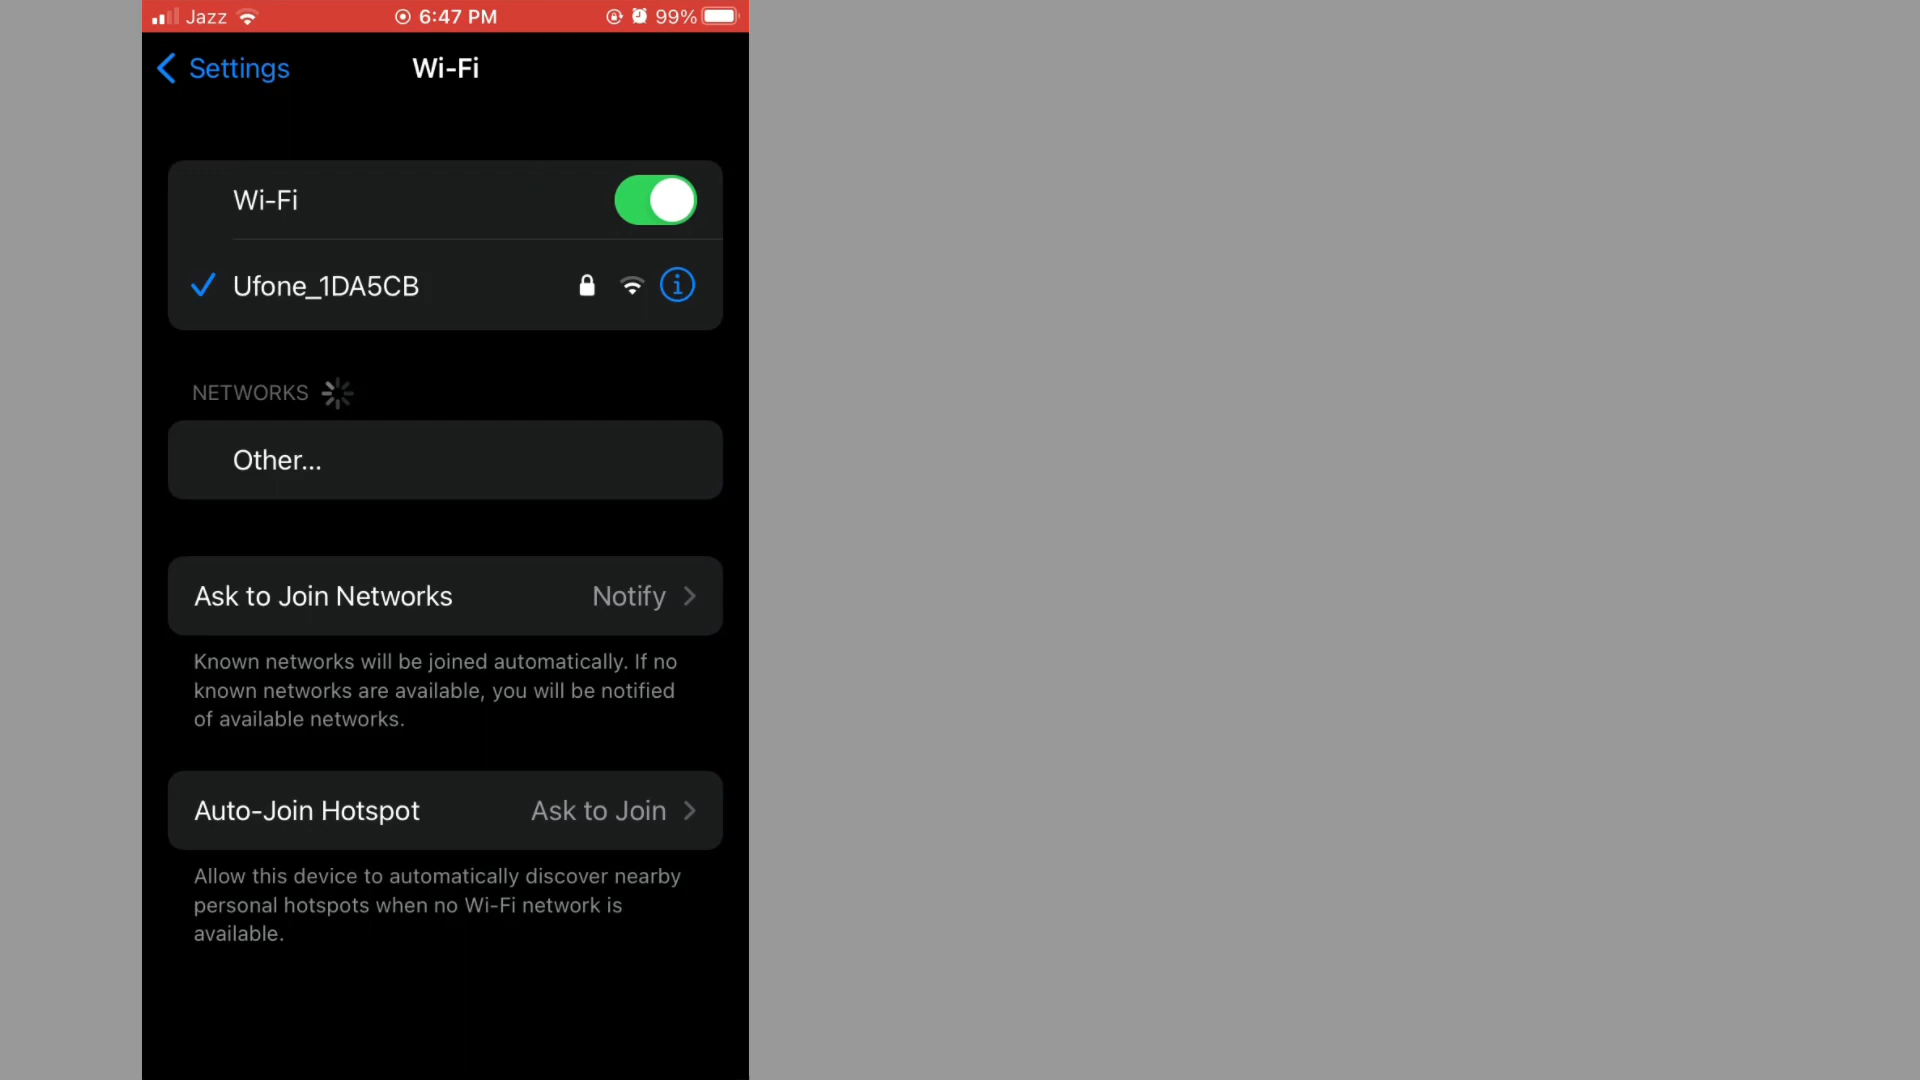 Jazz 6:47 PM 99%
Settings Wi-Fi
Wi-Fi
Ufone_1DA5CB
NETWORKS
Other...
Ask to Join Networks Notify
Known networks will be joined automatically. If no
known networks are available, you will be notified
of available networks.
Auto-Join Hotspot Ask to Join
Allow this device to automatically discover nearby
personal hotspots when no Wi-Fi network is
available.